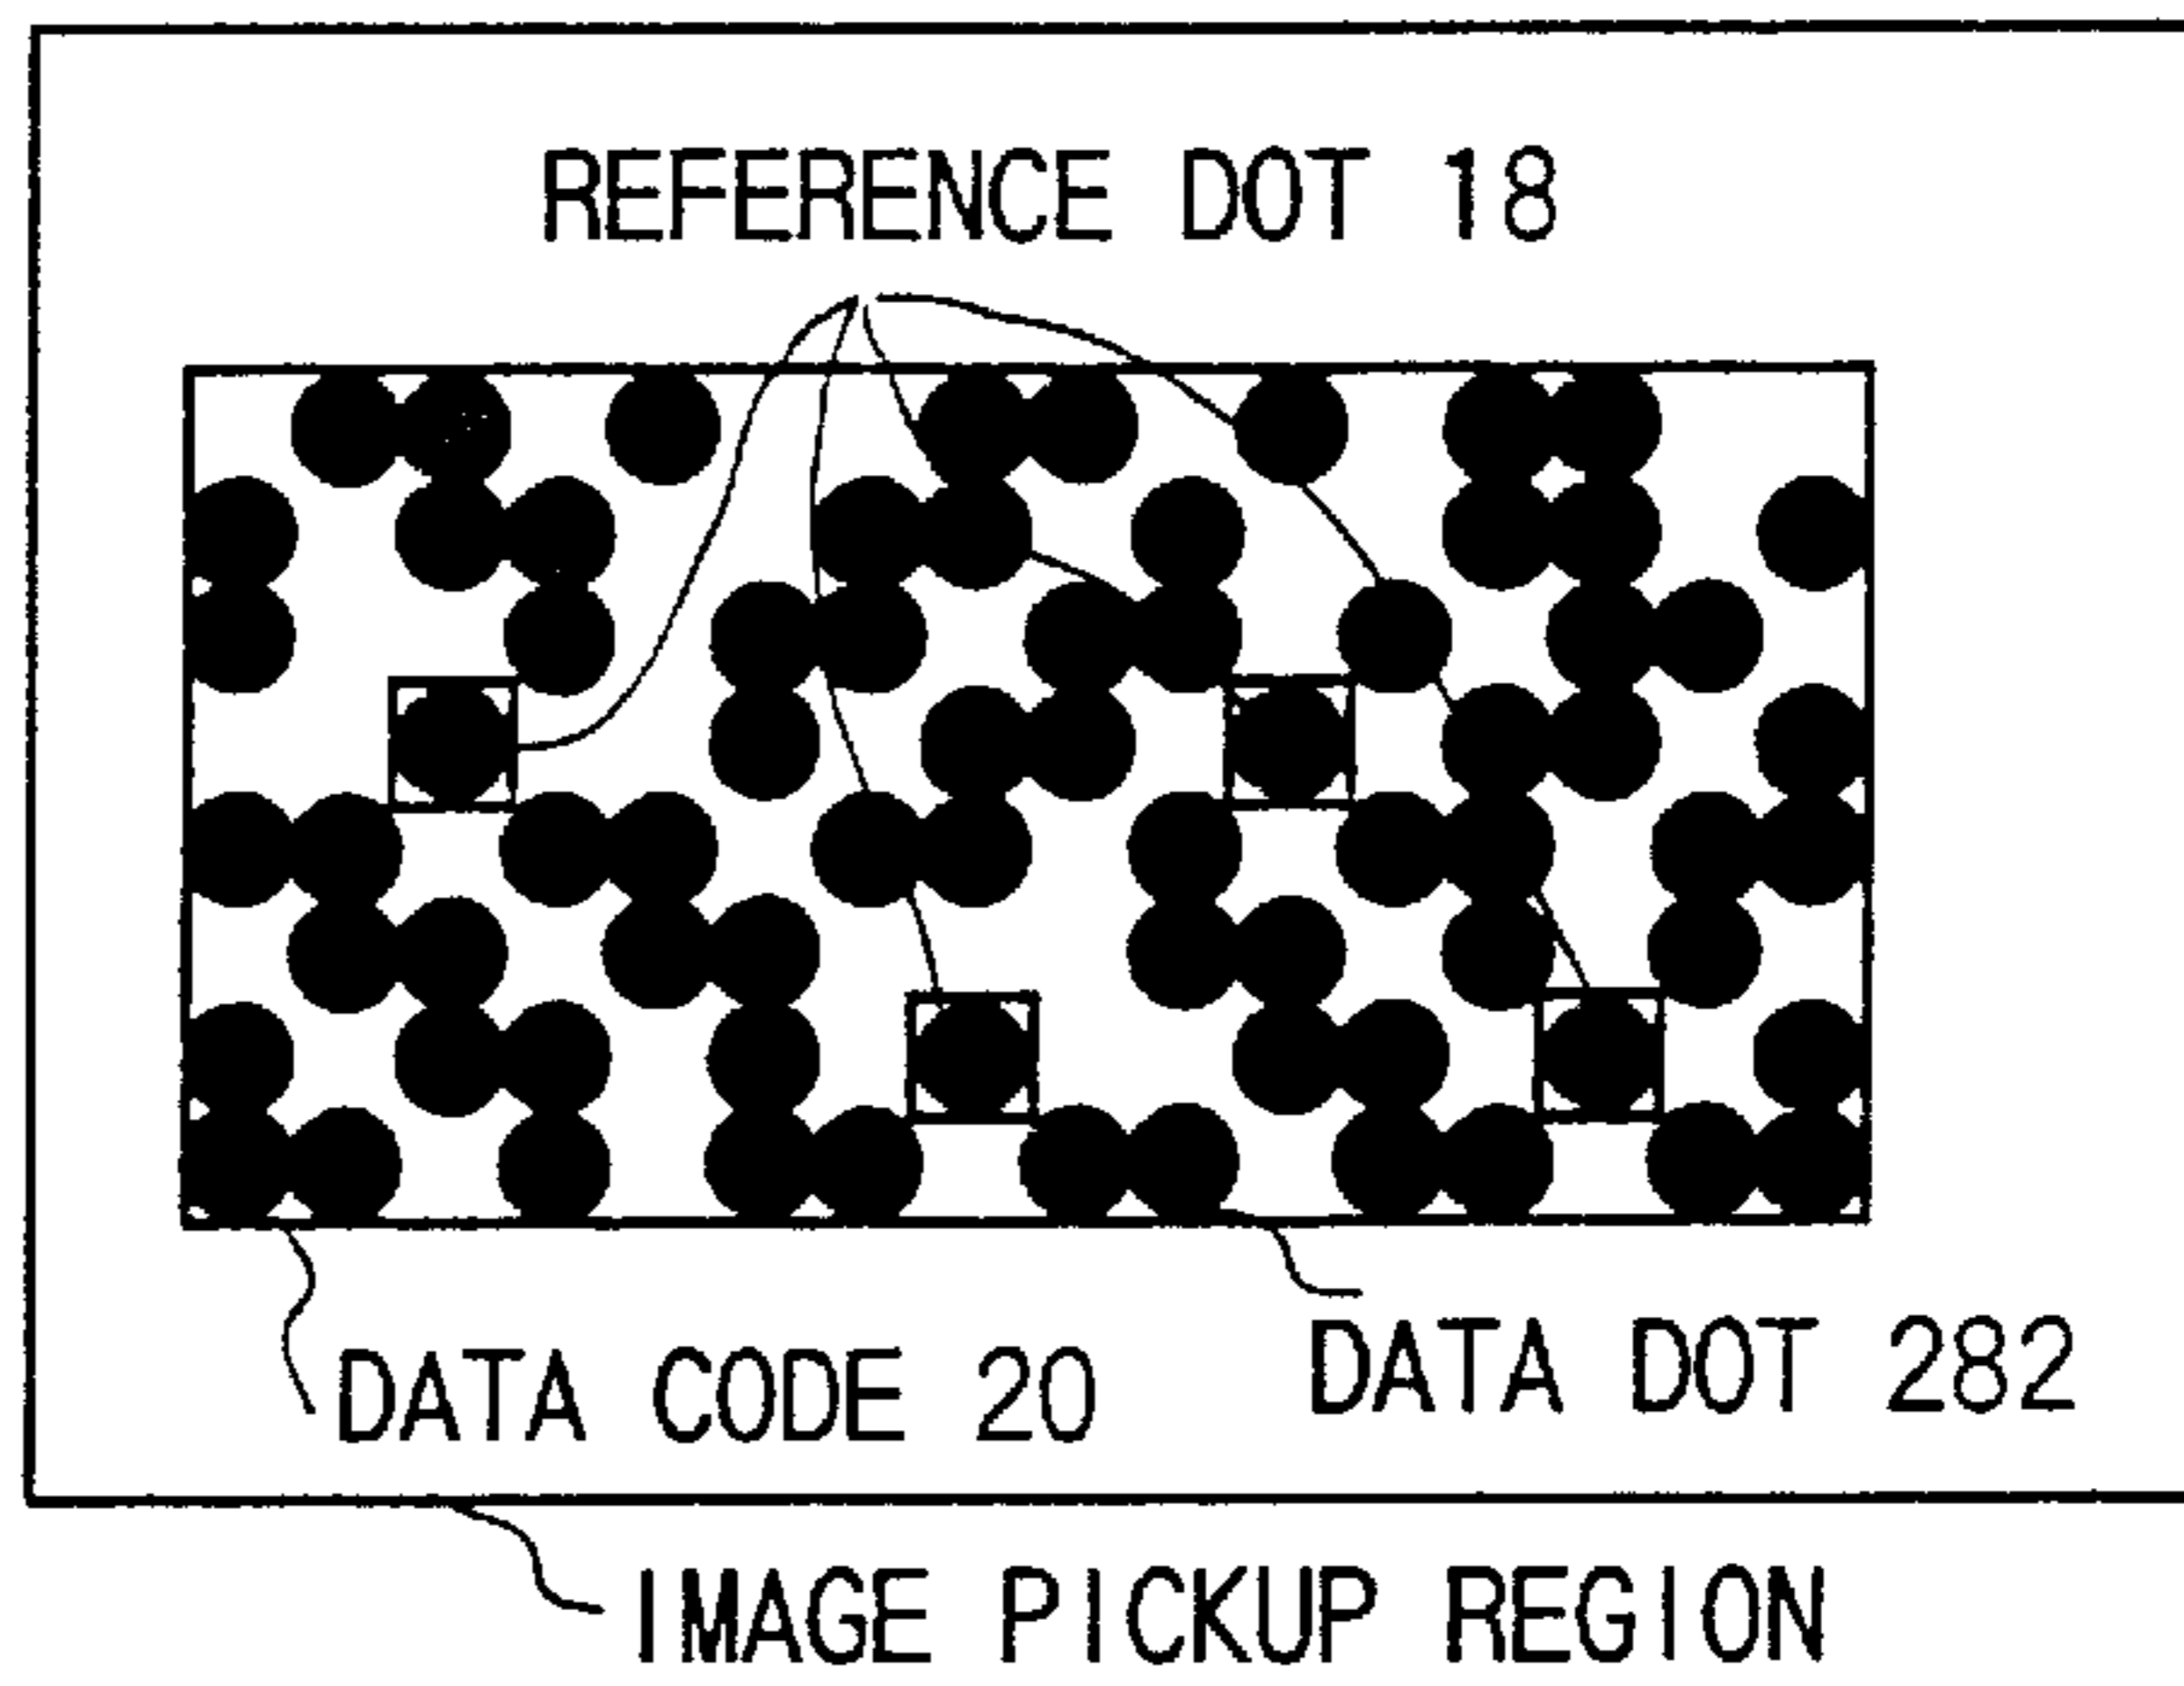 REFERENCE DOT 18
DATA CODE 20
DATA DOT 282
IMAGE PICKUP REGION